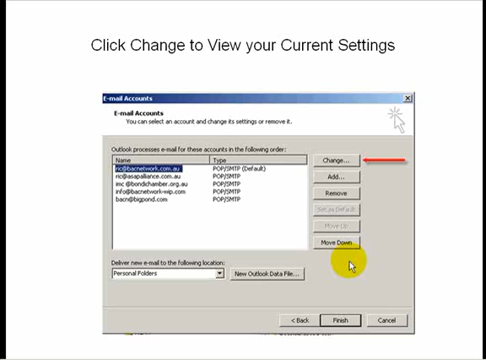 Click Change to View your Current Settings
E-mail Accounts
E-mail Accounts
You can select an account and change its settings or remove it.
Outlook processes e-mail for these accounts in the following order:
Name Type
ric@bacnetwork.com.au POP/SMTP (Default)
ric@asapalliance.com.au POP/SMTP
imc @bondchamber.org.au POP/SMTP
info@bacnetwork-wip.com POP/SMTP
bacn@bigpond.com POP/SMTP
Change...
Add...
Remove
Set as Default
Move Up
Move Down
Deliver new e-mail to the following location:
Personal Folders New Outlook Data File...
< Back Finish Cancel